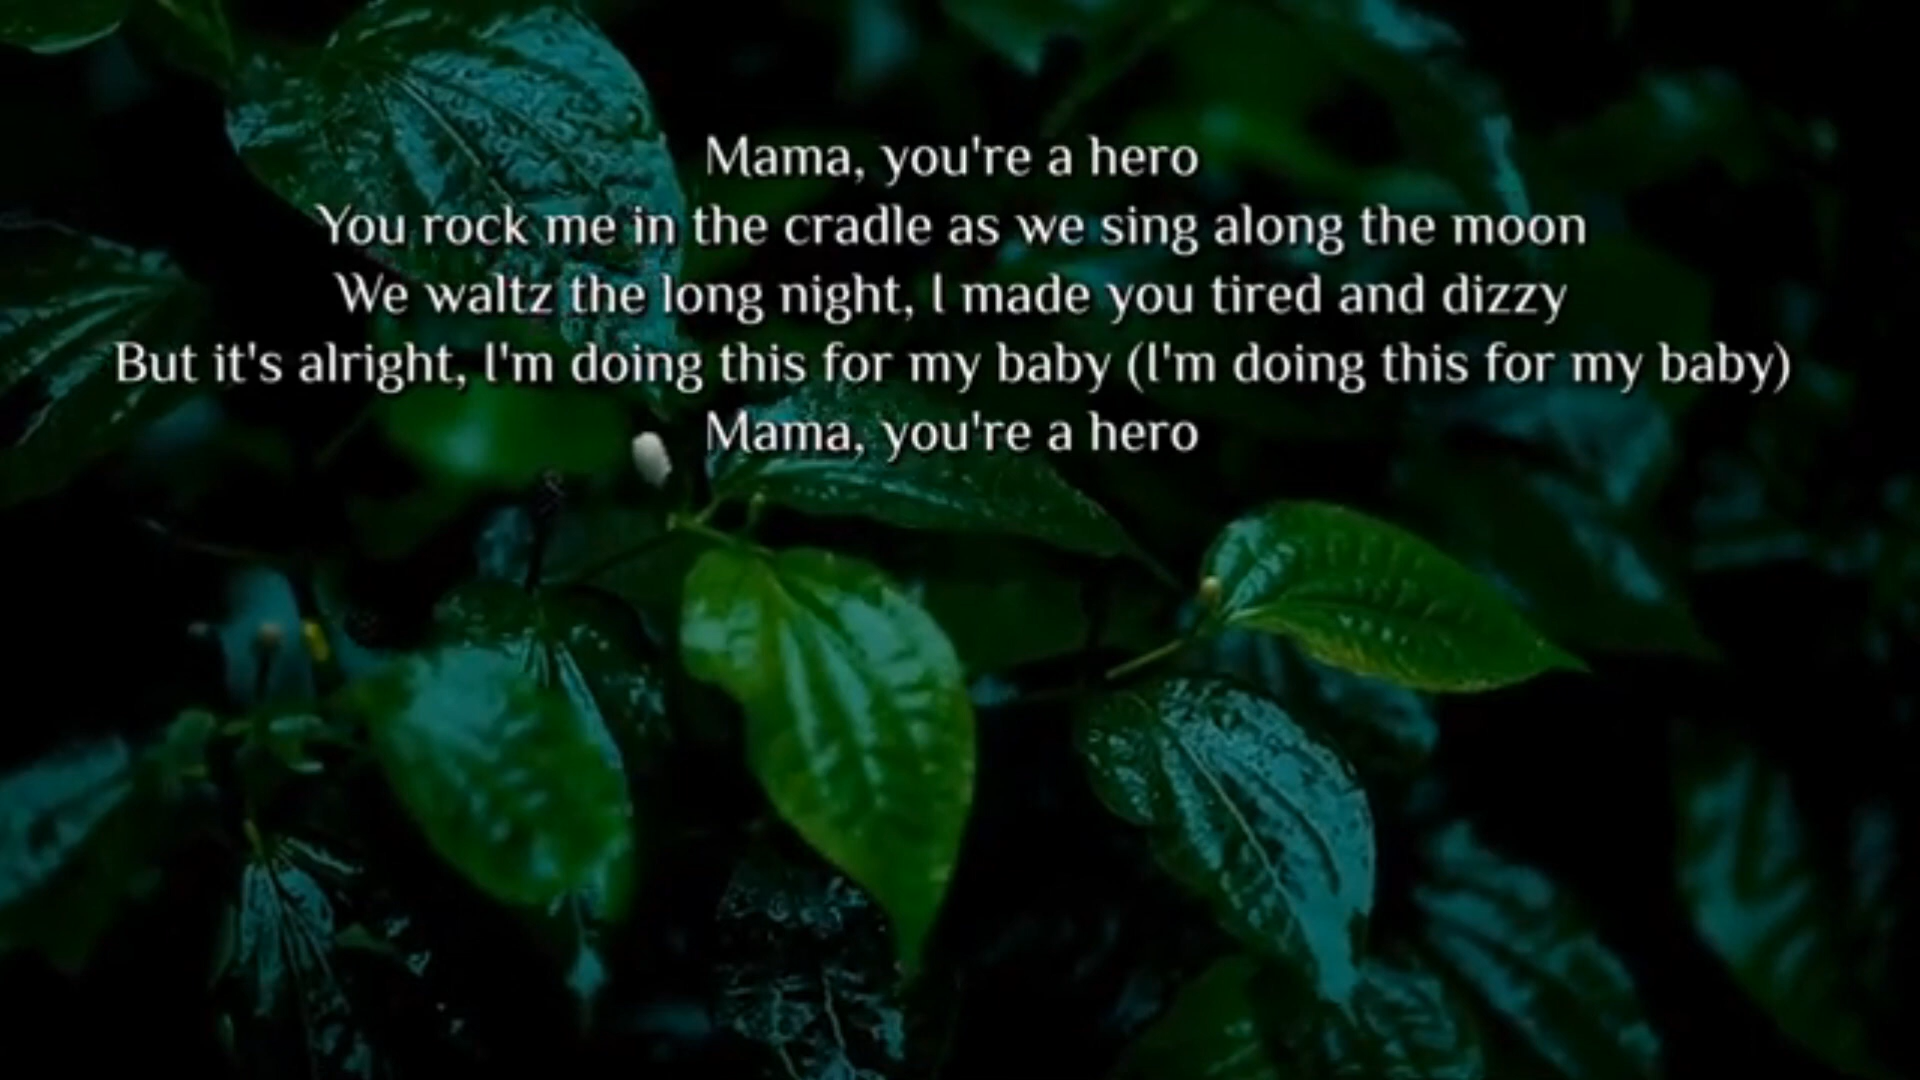 Mama, you're a hero
You rock me in the cradle as we sing along the moon
We waltz the long night, I made you tired and dizzy
But it's alright, I'm doing this for my baby (I'm doing this for my baby)
Mama, you're a hero